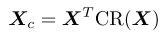 𝑿_c = 𝑿^T CR(𝑿)